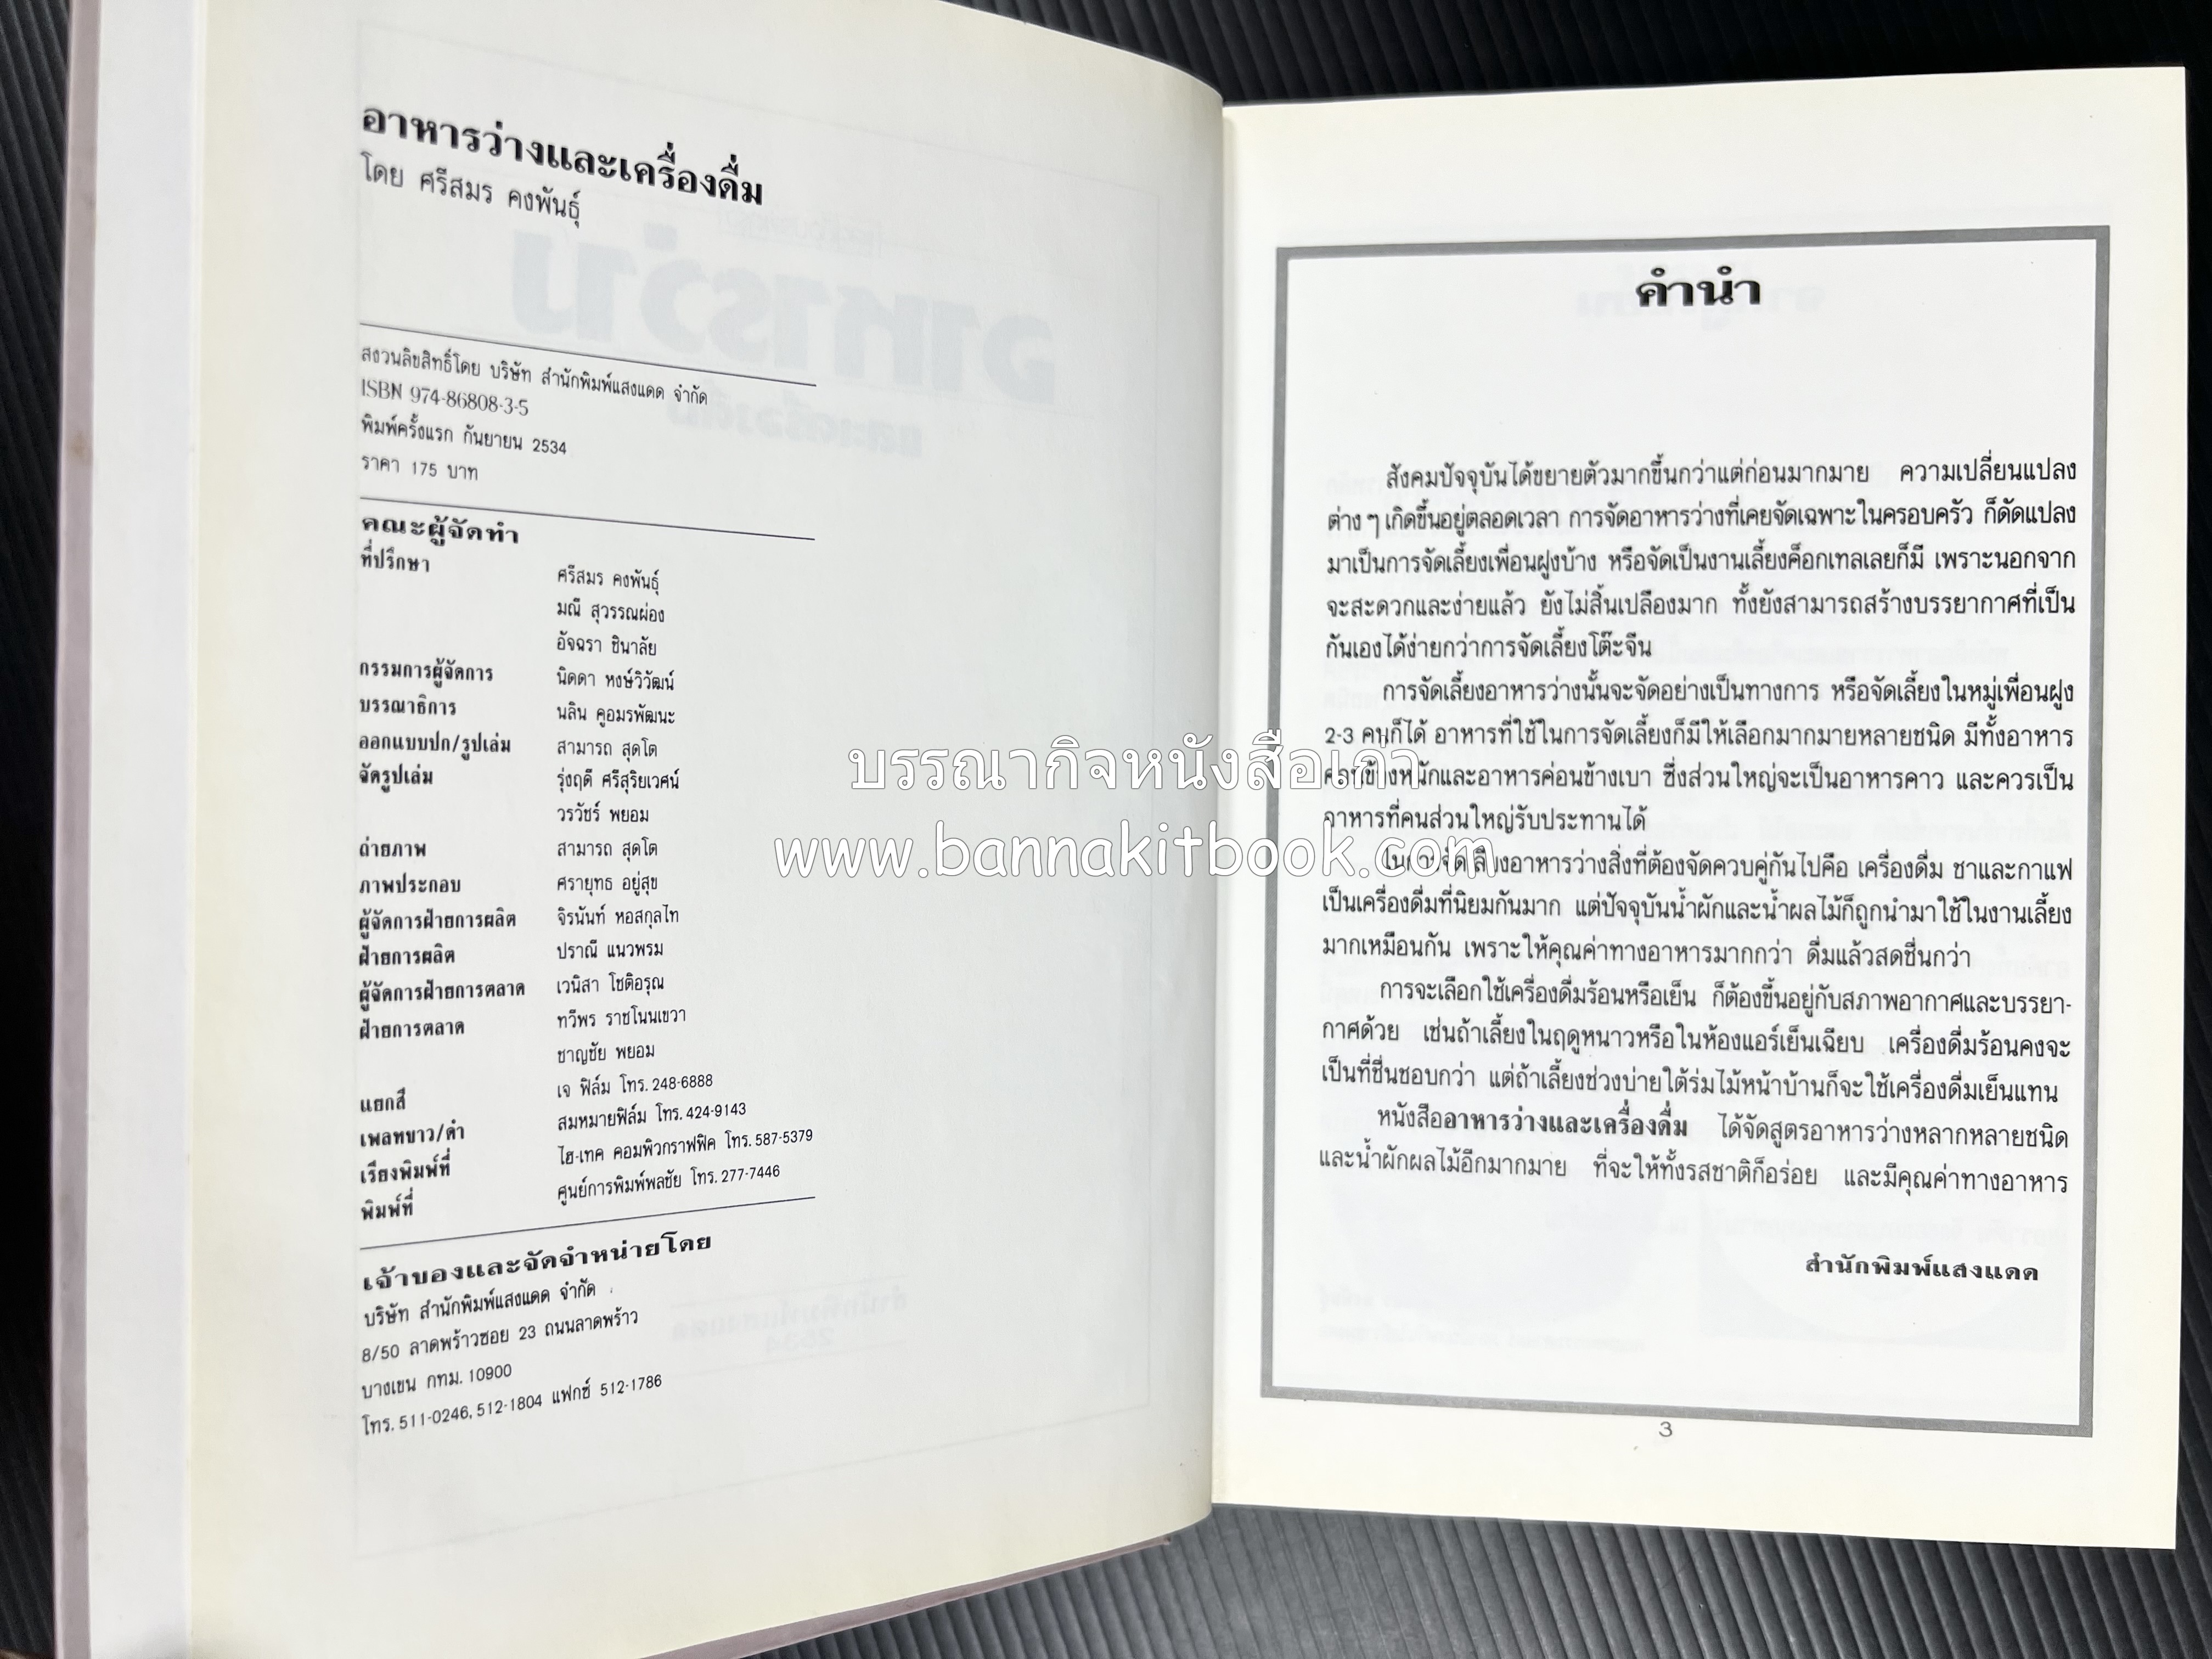 อาหารว่างและเครื่องดื่ม
โดย ศรีสมร คงพันธุ์
สงวนลิขสิทธิ์โดย บริษัท สำนักพิมพ์แสงแดด จำกัด
ISBN 974-86808-3-5
พิมพ์ครั้งแรก กันยายน 2534
ราคา 175 บาท
คณะผู้จัดทำ
ที่ปรึกษา ศรีสมร คงพันธุ์
มณี สุวรรณผ่อง
อัจฉรา ชินาลัย
กรรมการผู้จัดการ นิดดา หงษ์วิวัฒน์
บรรณาธิการ นลิน คูอมรพัฒนะ
ออกแบบปก/รูปเล่ม สามารถ สุดโต
จัดรูปเล่ม รุ่งฤดี ศรีสุริยเวศน์
วรวัชร์ พยอม
ถ่ายภาพ สามารถ สุดโต
ภาพประกอบ ศรายุทธ อยู่สุข
ผู้จัดการฝ่ายการผลิต จิรนันท์ หอสกุลไท
ฝ่ายการผลิต ปราณี แนวพรม
ผู้จัดการฝ่ายการตลาด เวนิสา โชติอรุณ
ฝ่ายการตลาด ทวีพร ราชโนนเขวา
ชาญชัย พยอม
แยกสี เจ ฟิล์ม โทร. 248-6888
เพลทขาว/ดำ สมหมายฟิล์ม โทร. 424-9143
เรียงพิมพ์ที่ ไฮ-เทค คอมพิวกราฟฟิค โทร. 587-5379
พิมพ์ที่ ศูนย์การพิมพ์พลชัย โทร. 277-7446
เจ้าของและจัดจำหน่ายโดย
บริษัท สำนักพิมพ์แสงแดด จำกัด
8/50 ลาดพร้าวซอย 23 ถนนลาดพร้าว
บางเขน กทม. 10900
โทร. 511-0246, 512-1804 แฟกซ์ 512-1786
คำนำ
สังคมปัจจุบันได้ขยายตัวมากขึ้นกว่าแต่ก่อนมากมาย ความเปลี่ยนแปลง
ต่าง ๆ เกิดขึ้นอยู่ตลอดเวลา การจัดอาหารว่างที่เคยจัดเฉพาะในครอบครัว ก็ดัดแปลง
มาเป็นการจัดเลี้ยงเพื่อนฝูงบ้าง หรือจัดเป็นงานเลี้ยงค็อกเทลเลยก็มี เพราะนอกจาก
จะสะดวกและง่ายแล้ว ยังไม่สิ้นเปลืองมาก ทั้งยังสามารถสร้างบรรยากาศที่เป็น
กันเองได้ง่ายกว่าการจัดเลี้ยงโต๊ะจีน
การจัดเลี้ยงอาหารว่างนั้นจะจัดอย่างเป็นทางการ หรือจัดเลี้ยงในหมู่เพื่อนฝูง
2-3 คนก็ได้ อาหารที่ใช้ในการจัดเลี้ยงก็มีให้เลือกมากมายหลายชนิด มีทั้งอาหาร
ค่อนข้างหนักและอาหารค่อนข้างเบา ซึ่งส่วนใหญ่จะเป็นอาหารคาว และควรเป็น
อาหารที่คนส่วนใหญ่รับประทานได้
ในการจัดเลี้ยงอาหารว่างสิ่งที่ต้องจัดควบคู่กันไปคือ เครื่องดื่ม ชาและกาแฟ
เป็นเครื่องดื่มที่นิยมกันมาก แต่ปัจจุบันน้ำผักและน้ำผลไม้ก็ถูกนำมาใช้ในงานเลี้ยง
มากเหมือนกัน เพราะให้คุณค่าทางอาหารมากกว่า ดื่มแล้วสดชื่นกว่า
การจะเลือกใช้เครื่องดื่มร้อนหรือเย็น ก็ต้องขึ้นอยู่กับสภาพอากาศและบรรยา-
กาศด้วย เช่นถ้าเลี้ยงในฤดูหนาวหรือในห้องแอร์เย็นเฉียบ เครื่องดื่มร้อนคงจะ
เป็นที่ชื่นชอบกว่า แต่ถ้าเลี้ยงช่วงบ่ายใต้ร่มไม้หน้าบ้านก็จะใช้เครื่องดื่มเย็นแทน
หนังสืออาหารว่างและเครื่องดื่ม ได้จัดสูตรอาหารว่างหลากหลายชนิด
และน้ำผักผลไม้อีกมากมาย ที่จะให้ทั้งรสชาติก็อร่อย และมีคุณค่าทางอาหาร
สำนักพิมพ์แสงแดด
3
บรรณากิจหนังสือเก่า
www.bannakitbook.com